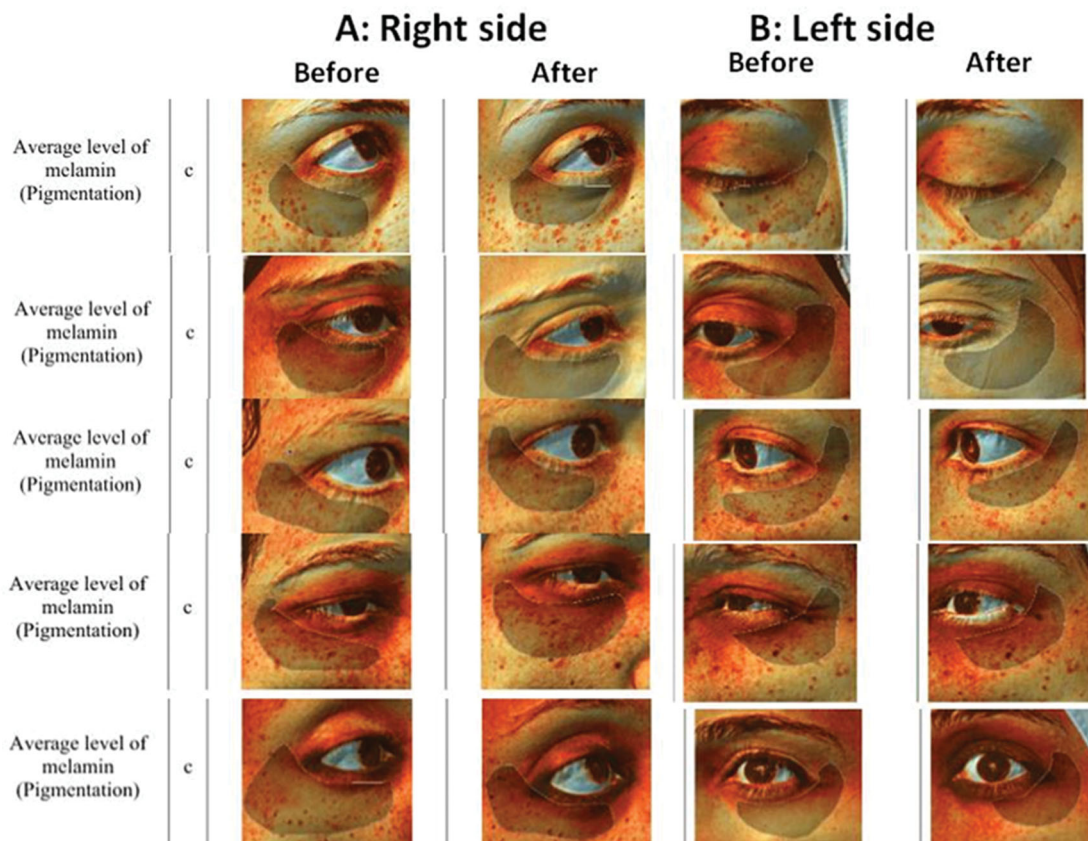 A: Right side
B: Left side
Before
After
Before
After
Average level of
melamin
(Pigmentation)
c
Average level of
melamin
(Pigmentation)
c
Average level of
melamin
(Pigmentation)
c
Average level of
melamin
(Pigmentation)
c
Average level of
melamin
(Pigmentation)
c